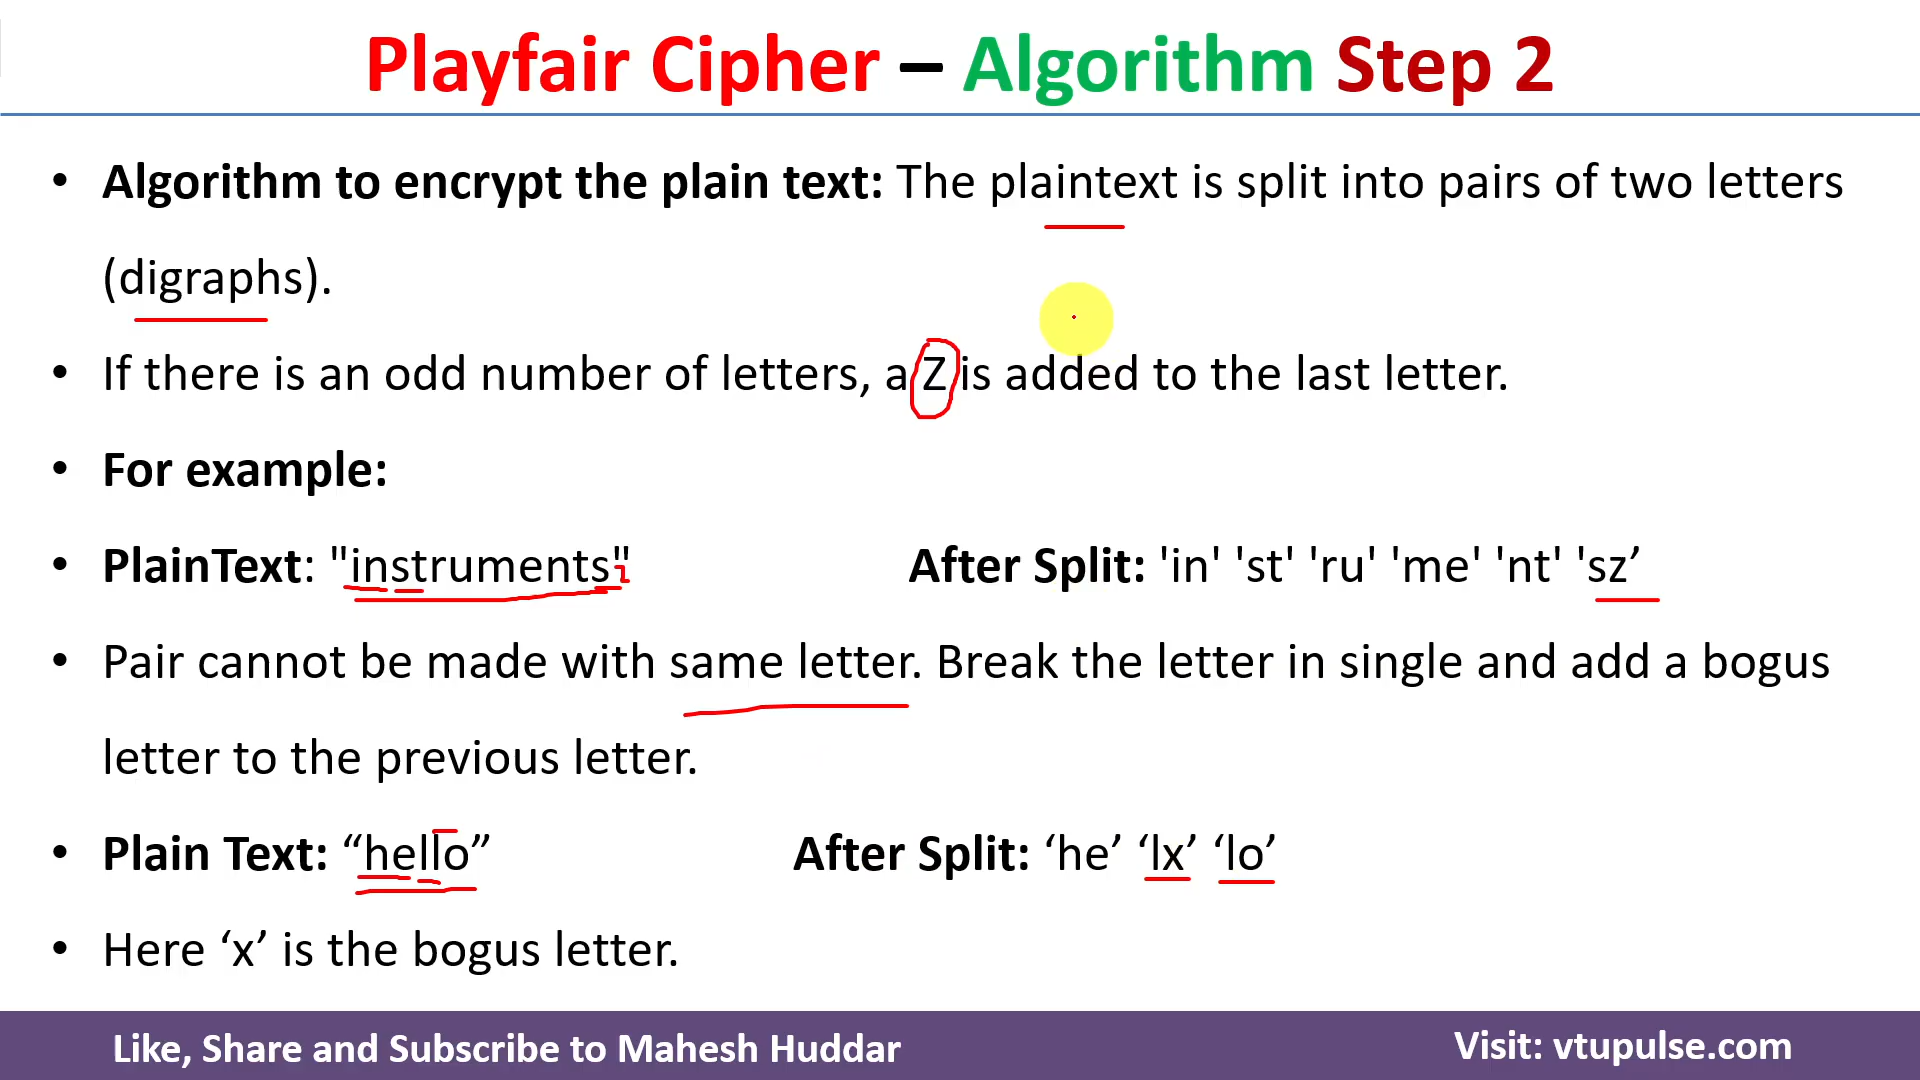 Playfair Cipher – Algorithm Step 2
• Algorithm to encrypt the plain text: The plaintext is split into pairs of two letters
(digraphs).
• If there is an odd number of letters, a Z is added to the last letter.
• For example:
• PlainText: "instruments" After Split: 'in' 'st' 'ru' 'me' 'nt' 'sz’
• Pair cannot be made with same letter. Break the letter in single and add a bogus
letter to the previous letter.
• Plain Text: “hello” After Split: ‘he’ ‘lx’ ‘lo’
• Here ‘x’ is the bogus letter.
Like, Share and Subscribe to Mahesh Huddar Visit: vtupulse.com